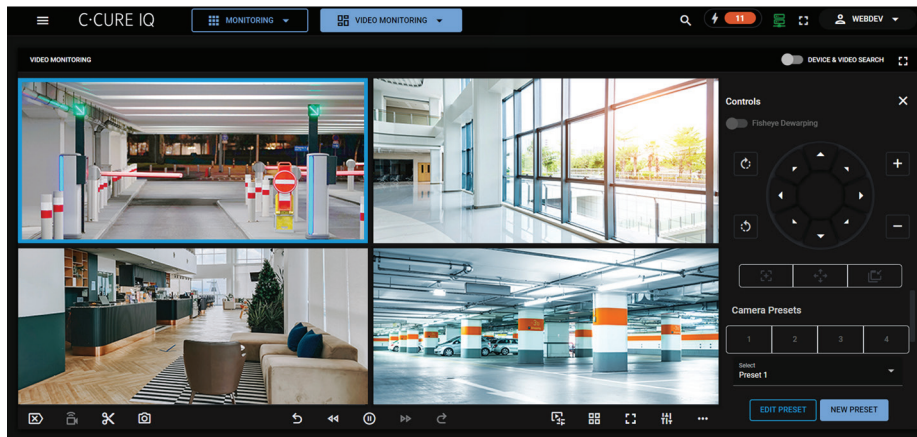 C•CURE IQ
MONITORING
VIDEO MONITORING
11
WEBDEV
VIDEO MONITORING
DEVICE & VIDEO SEARCH
Controls
Fisheye Dewarping
Camera Presets
1
2
3
4
Select
Preset 1
EDIT PRESET
NEW PRESET